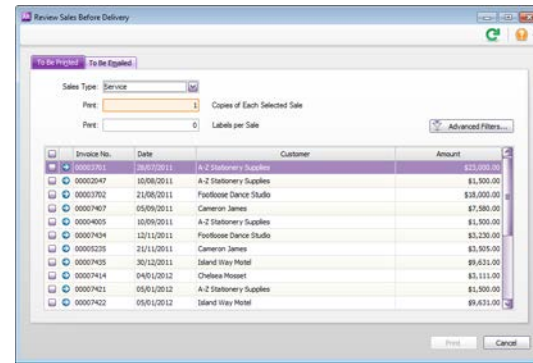 Review Sales Before Delivery
To Be Printed To Be Emailed
Sales Type: Service
Print: 1 Copies of Each Selected Sale
Print: 0 Labels per Sale
Advanced Filters...
Invoice No. Date Customer Amount
00003701 28/07/2011 A-Z Stationery Supplies $23,000.00
00002047 10/08/2011 A-Z Stationery Supplies $1,500.00
00003702 21/08/2011 Footloose Dance Studio $18,000.00
00007407 05/09/2011 Cameron James $7,580.00
00004005 10/09/2011 A-Z Stationery Supplies $1,500.00
00007434 12/11/2011 Footloose Dance Studio $3,230.00
00005235 21/11/2011 Cameron James $3,505.00
00007435 30/12/2011 Island Way Motel $9,631.00
00007414 04/01/2012 Chelsea Mosset $3,111.00
00007421 05/01/2012 A-Z Stationery Supplies $1,500.00
00007422 05/01/2012 Island Way Motel $9,631.00
Print Cancel